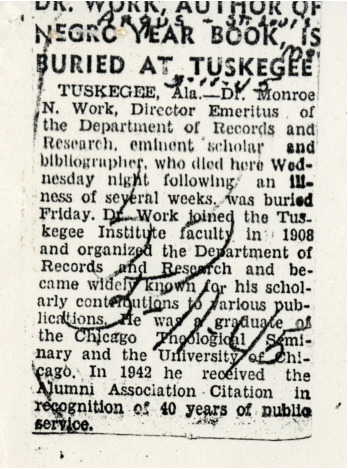 DR. WORK, AUTHOR OF
Argus - St. Louis
NEGRO YEAR BOOK, IS
Mo.
BURIED AT TUSKEGEE
TUSKEGEE, Ala.—Dr. Monroe
N. Work, Director Emeritus of
the Department of Records and
Research, eminent scholar and
bibliographer, who died here Wed-
nesday night following an ill-
ness of several weeks, was buried
Friday. Dr. Work joined the Tus-
kegee Institute faculty in 1908
and organized the Department of
Records and Research and be-
came widely known for his schol-
arly contributions to various pub-
lications. He was a graduate of
the Chicago Theological Semi-
nary and the University of Chi-
cago. In 1942 he received the
Alumni Association Citation in
recognition of 40 years of public
service.